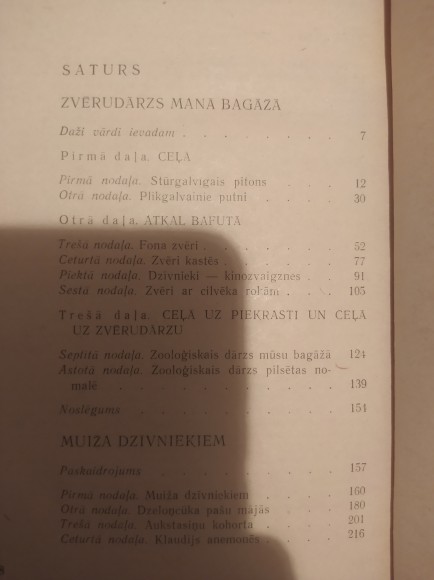 SATURS
ZVĒRUDĀRZS MANĀ BAGĀŽĀ
Daži vārdi ievadam . . . . . . . . 7
Pirmā daļa. CEĻĀ
Pirmā nodaļa. Stūrgalvīgais pitons . . . 12
Otrā nodaļa. Plikgalvainie putni . . . 30
Otrā daļa. ATKAL BAFUTĀ
Trešā nodaļa. Fona zvēri . . . . . . 52
Ceturtā nodaļa. Zvēri kastēs . . . . . 77
Piektā nodaļa. Dzīvnieki — kinozvaigznes . . 91
Sestā nodaļa. Zvēri ar cilvēka rokām . . . 105
Trešā daļa. CEĻĀ UZ PIEKRASTI UN CEĻĀ
UZ ZVĒRUDĀRZU
Septītā nodaļa. Zooloģiskais dārzs mūsu bagāžā 124
Astotā nodaļa. Zooloģiskais dārzs pilsētas no-
malē . . . . . . . . . . 139
Noslēgums . . . . . . . . . . 151
MUIŽA DZĪVNIEKIEM
Paskaidrojums . . . . . . . . . 157
Pirmā nodaļa. Muiža dzīvniekiem . . . . 160
Otrā nodaļa. Dzeloņcūka pašu mājās . . . 180
Trešā nodaļa. Aukstasiņu kohorta . . . . 201
Ceturtā nodaļa. Klaudijs anemonēs . . . . 216